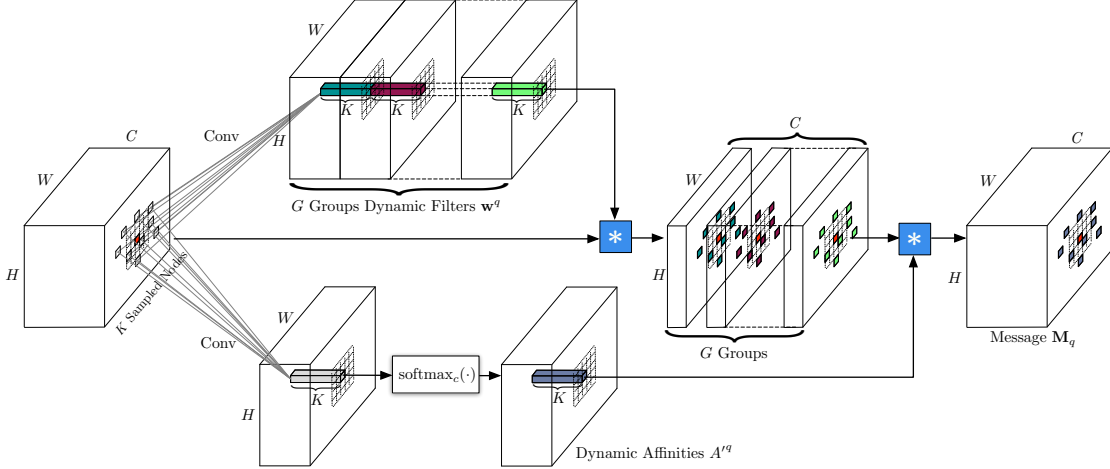 W
Conv
K
K
K
H
G Groups Dynamic Filters w^q
C
W
H
K Sampled Nodes
*
C
W
H
G Groups
*
C
W
H
Message M_q
Conv
W
H
K
softmax_c(·)
K
Dynamic Affinities A'^q